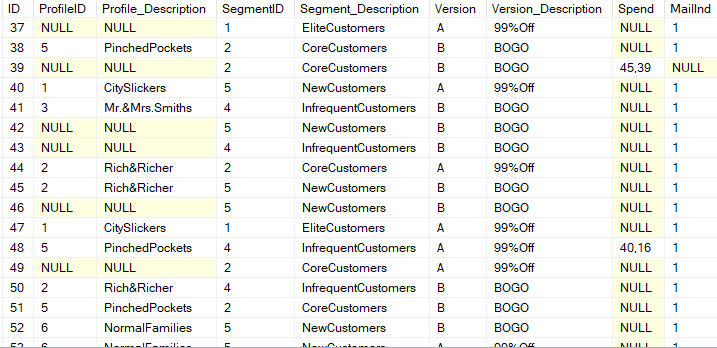 ID ProfileID Profile_Description SegmentID Segment_Description Version Version_Description Spend MailInd
37 NULL NULL 1 EliteCustomers A 99%Off NULL 1
38 5 PinchedPockets 2 CoreCustomers B BOGO NULL 1
39 NULL NULL 2 CoreCustomers B BOGO 45,39 NULL
40 1 CitySlickers 5 NewCustomers A 99%Off NULL 1
41 3 Mr.&Mrs.Smiths 4 InfrequentCustomers B BOGO NULL 1
42 NULL NULL 5 NewCustomers B BOGO NULL 1
43 NULL NULL 4 InfrequentCustomers B BOGO NULL 1
44 2 Rich&Richer 2 CoreCustomers A 99%Off NULL 1
45 2 Rich&Richer 5 NewCustomers B BOGO NULL 1
46 NULL NULL 5 NewCustomers B BOGO NULL 1
47 1 CitySlickers 1 EliteCustomers A 99%Off NULL 1
48 5 PinchedPockets 4 InfrequentCustomers A 99%Off 40,16 1
49 NULL NULL 2 CoreCustomers A 99%Off NULL 1
50 2 Rich&Richer 4 InfrequentCustomers B BOGO NULL 1
51 5 PinchedPockets 2 CoreCustomers B BOGO NULL 1
52 6 NormalFamilies 5 NewCustomers B BOGO NULL 1
53 6 NormalFamilies 5 NewCustomers A 99%Off NULL 1